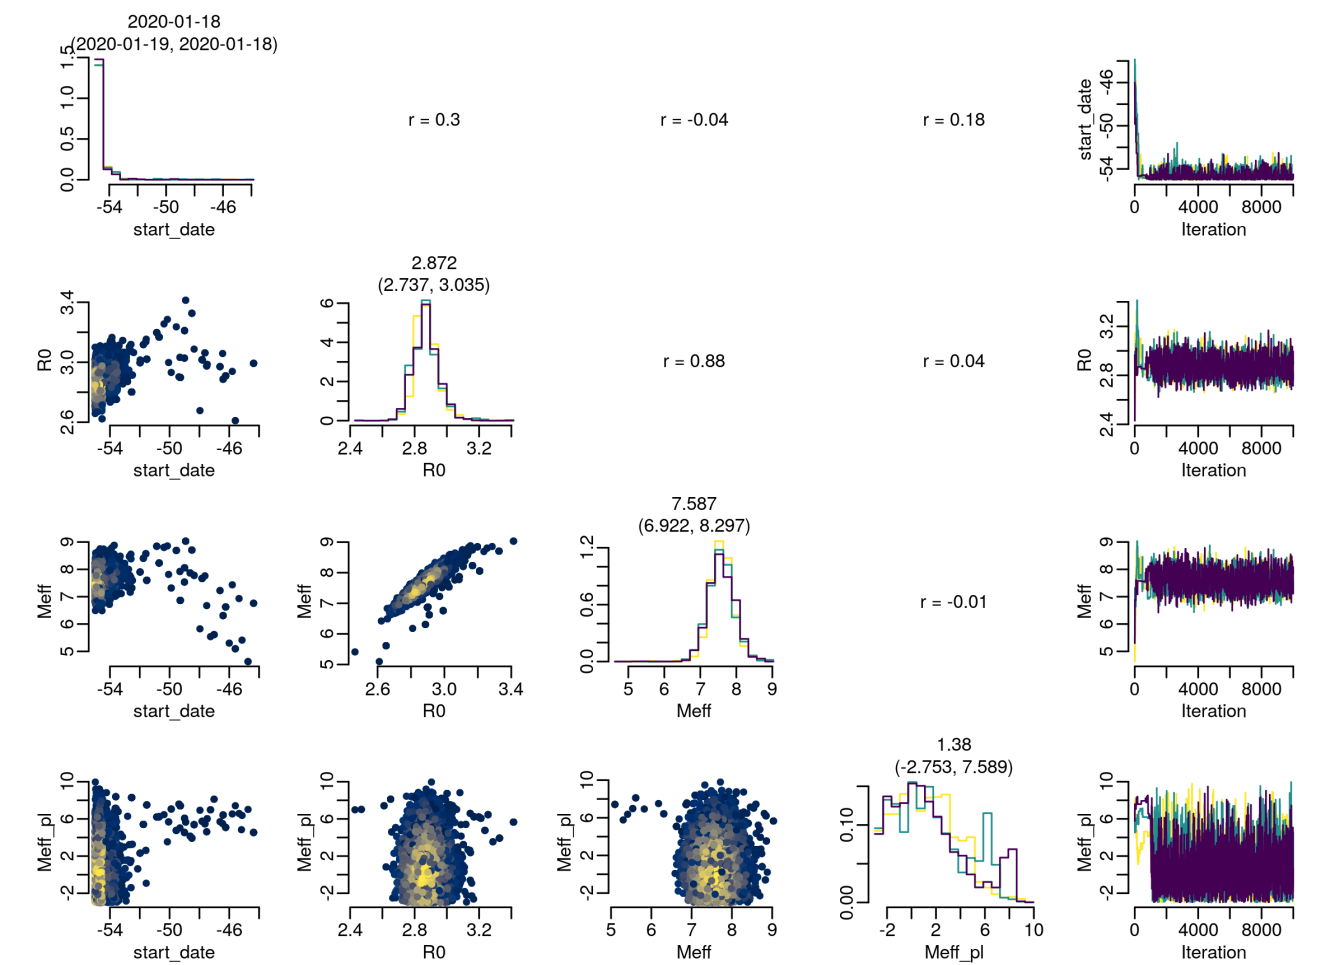 2020-01-18
(2020-01-19, 2020-01-18)
1.5
1.0
0.5
0.0
-54 -50 -46
start_date
r = 0.3
r = -0.04
r = 0.18
start_date
-46
-50
-54
0 4000 8000
Iteration
R0
3.4
3.0
2.6
-54 -50 -46
start_date
2.872
(2.737, 3.035)
6
4
2
0
2.4 2.8 3.2
R0
r = 0.88
r = 0.04
R0
3.2
2.8
2.4
0 4000 8000
Iteration
Meff
9
8
7
6
5
-54 -50 -46
start_date
Meff
9
8
7
6
5
2.6 3.0 3.4
R0
7.587
(6.922, 8.297)
1.2
0.6
0.0
5 6 7 8 9
Meff
r = -0.01
Meff
9
8
7
6
5
0 4000 8000
Iteration
Meff_pl
10
6
2
-2
-54 -50 -46
start_date
Meff_pl
10
6
2
-2
2.4 2.8 3.2
R0
Meff_pl
10
6
2
-2
5 6 7 8 9
Meff
1.38
(-2.753, 7.589)
0.10
0.00
-2 2 6 10
Meff_pl
Meff_pl
10
6
2
-2
0 4000 8000
Iteration